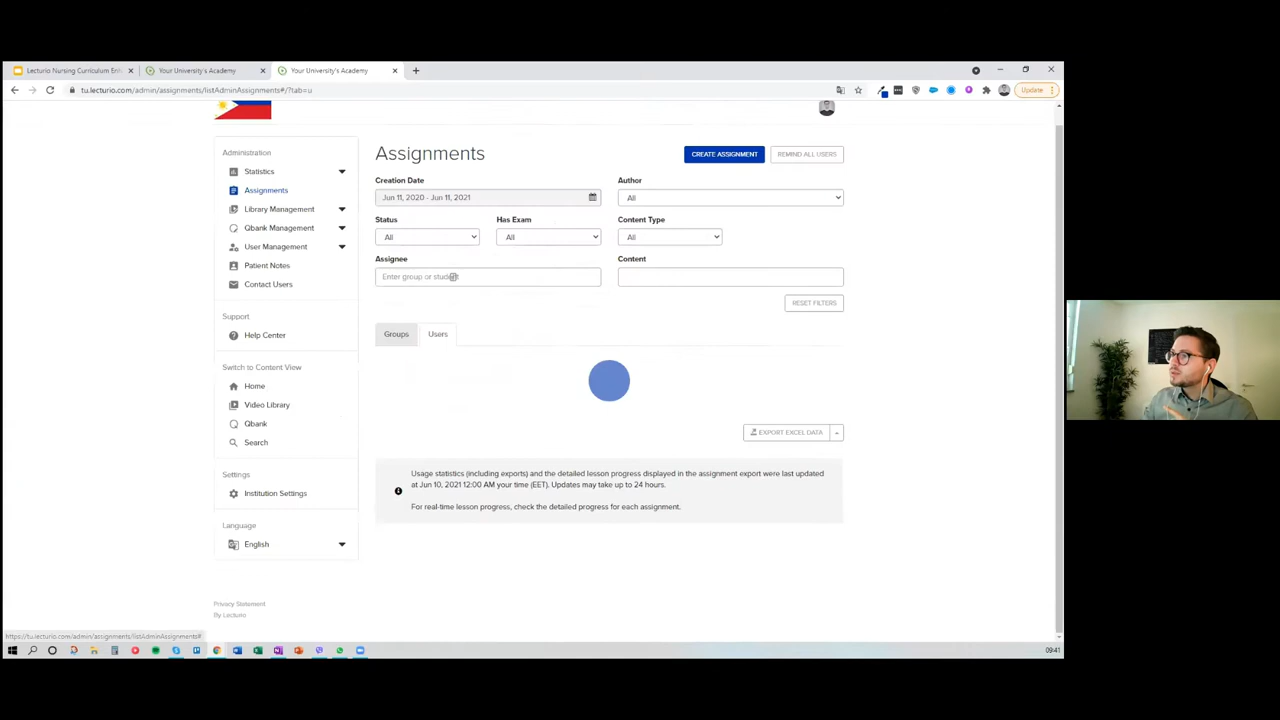 Lecturio Nursing Curriculum Enh
Your University's Academy
Your University's Academy
tu.lecturio.com/admin/assignments/listAdminAssignments#/?tab=u
Update
Administration
Statistics
Assignments
Library Management
Qbank Management
User Management
Patient Notes
Contact Users
Support
Help Center
Switch to Content View
Home
Video Library
Qbank
Search
Settings
Institution Settings
Language
English
Privacy Statement
By Lecturio
Assignments
CREATE ASSIGNMENT
REMIND ALL USERS
Creation Date
Author
Jun 11, 2020 - Jun 11, 2021
All
Status
Has Exam
Content Type
All
All
All
Assignee
Content
Enter group or student
RESET FILTERS
Groups
Users
EXPORT EXCEL DATA
Usage statistics (including exports) and the detailed lesson progress displayed in the assignment export were last updated
at Jun 10, 2021 12:00 AM your time (EET). Updates may take up to 24 hours.
For real-time lesson progress, check the detailed progress for each assignment.
https://tu.lecturio.com/admin/assignments/listAdminAssignments#
09:41